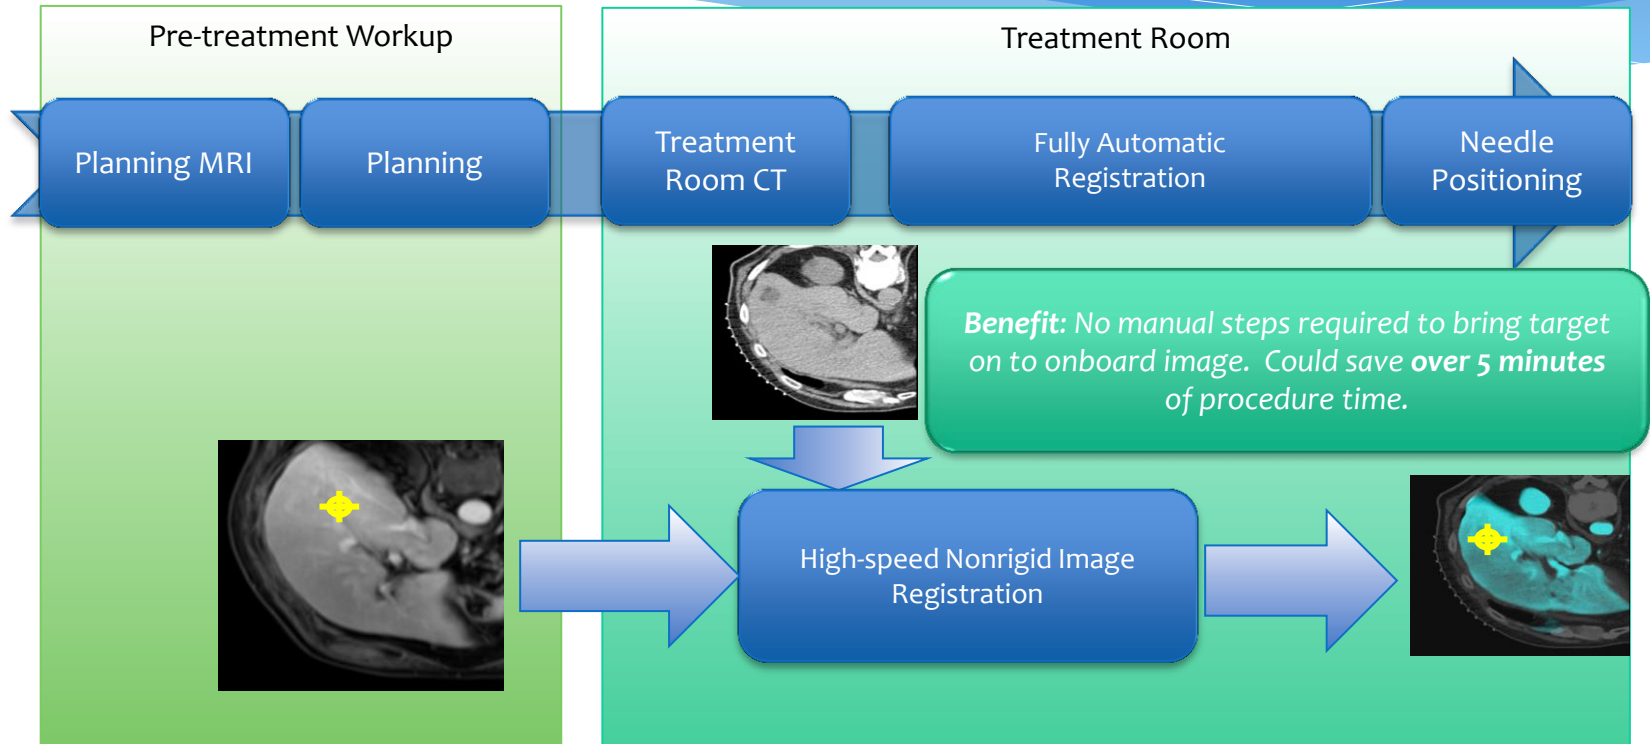 Pre-treatment Workup
Treatment Room
Planning MRI
Planning
Treatment
Room CT
Fully Automatic
Registration
Needle
Positioning
Benefit: No manual steps required to bring target
on to onboard image.  Could save over 5 minutes
of procedure time.
High-speed Nonrigid Image
Registration